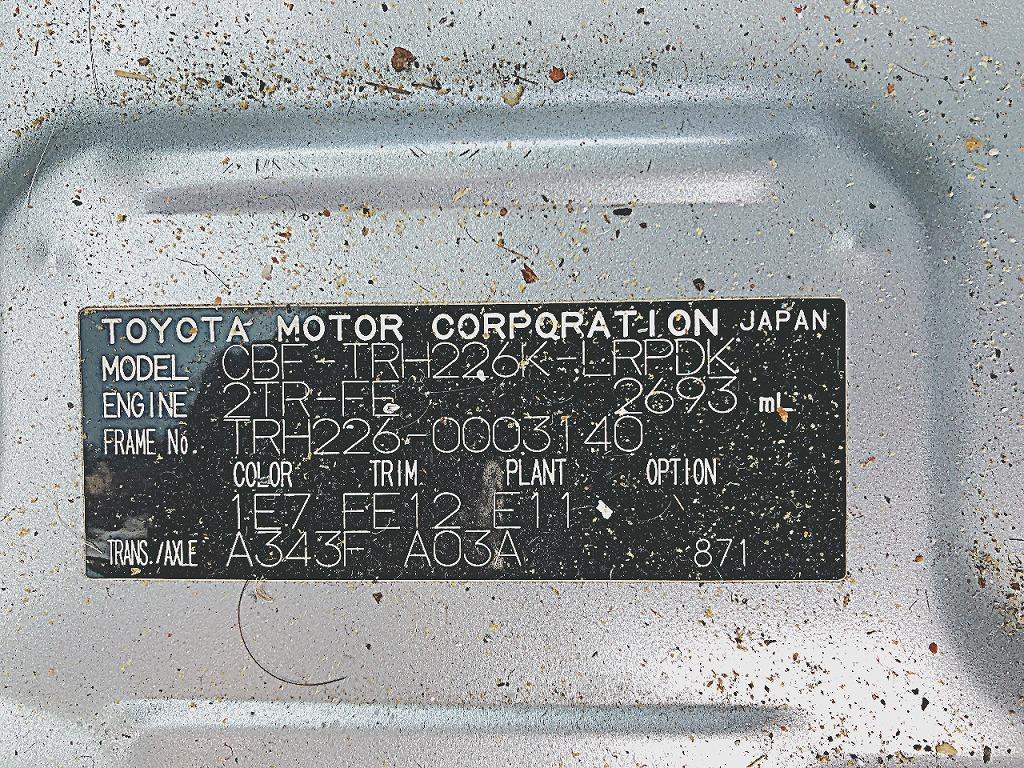 TOYOTA MOTOR CORPORATION JAPAN
MODEL CBF-TRH226K-LRPDK
ENGINE 2TR-FE 2693 mL
FRAME No. TRH226-0003140
COLOR TRIM PLANT OPTION
1E7 FE12 E11
TRANS./AXLE A343F A03A 871